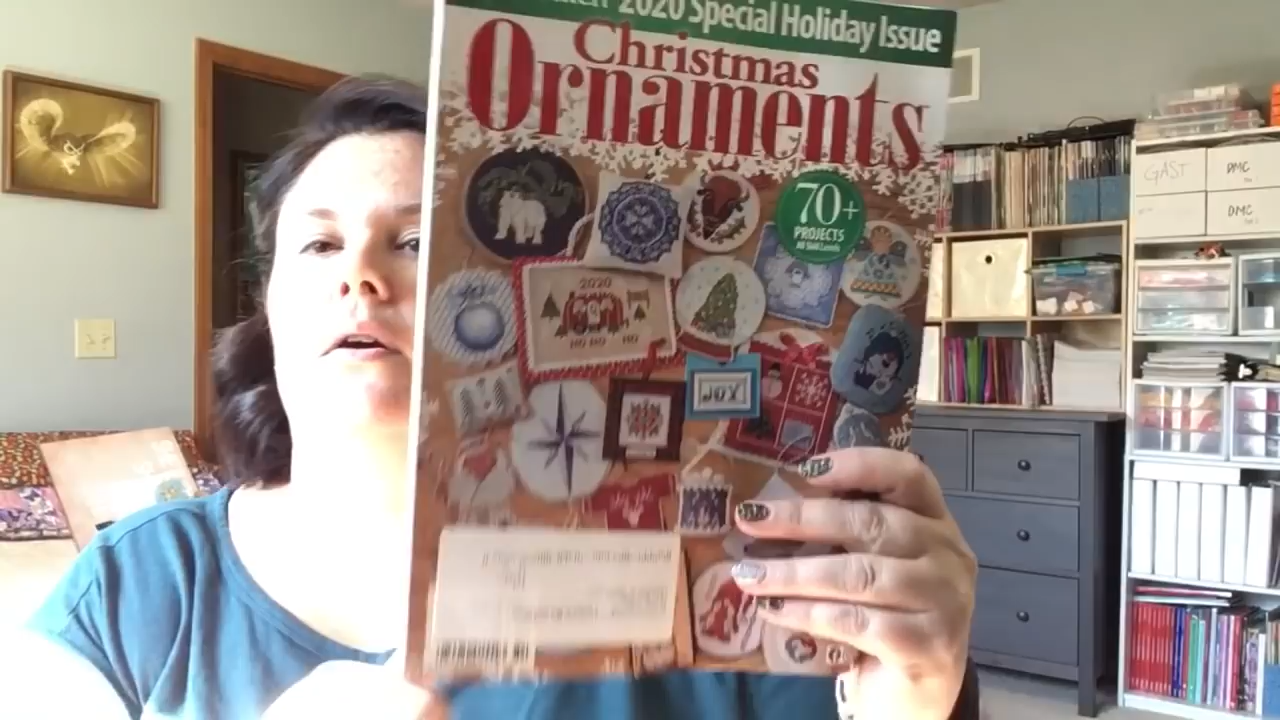 2020 Special Holiday Issue
Christmas
Ornaments
70+
PROJECTS
All Skill Levels
2020
HO HO HO
JOY
GAST
DMC
DMC